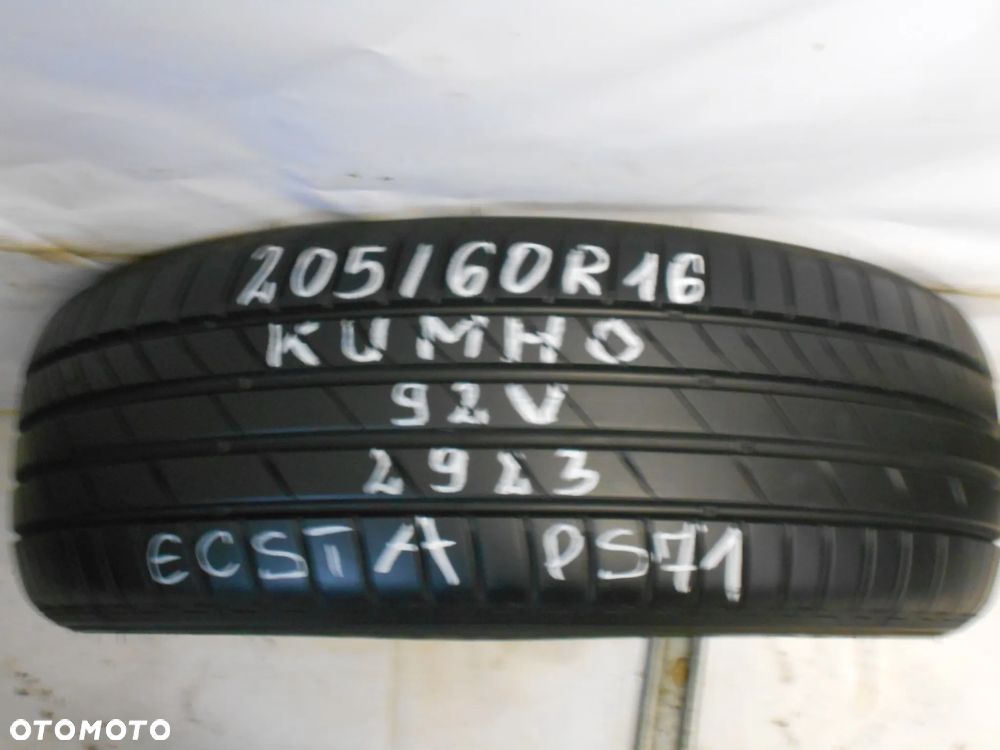 205/60R16
KUMHO
92V
2923
ECSTA PS71
OTOMOTO